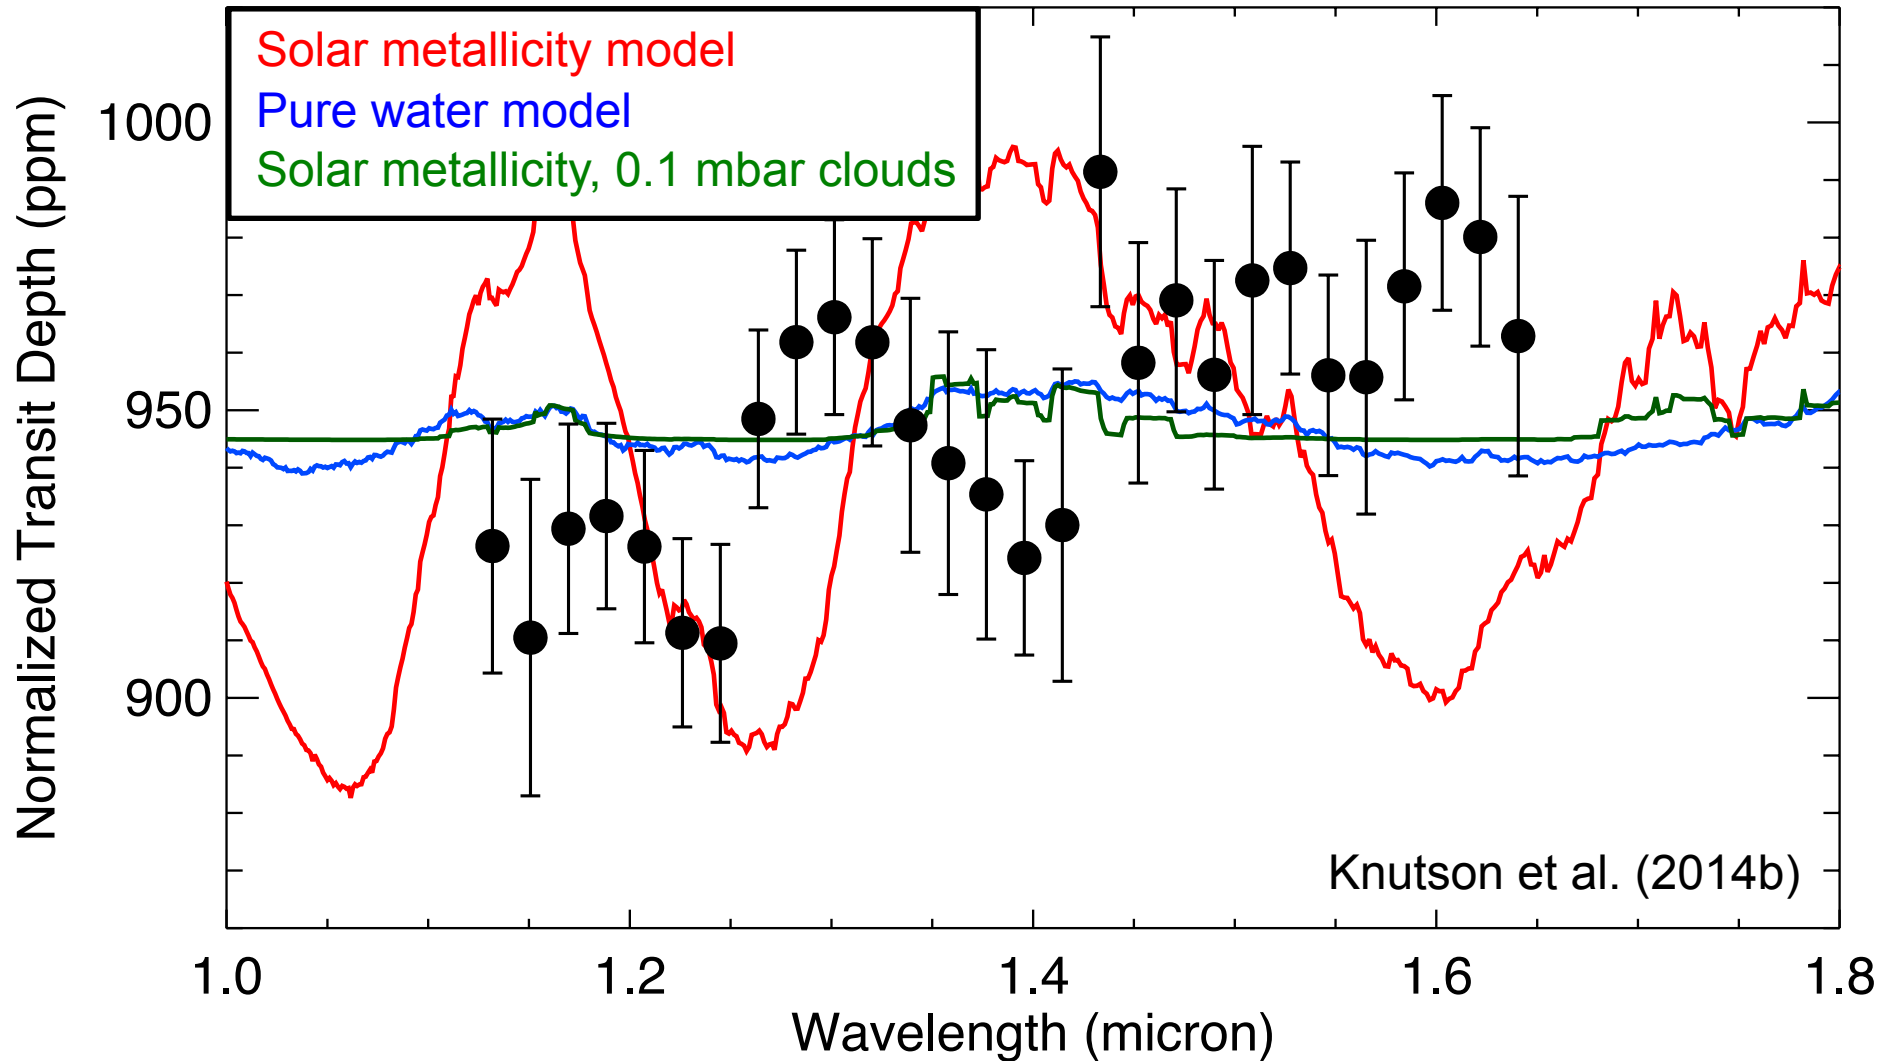 Solar metallicity model
Pure water model
Solar metallicity, 0.1 mbar clouds
Normalized Transit Depth (ppm)
1000
950
900
Knutson et al. (2014b)
1.0 1.2 1.4 1.6 1.8
Wavelength (micron)